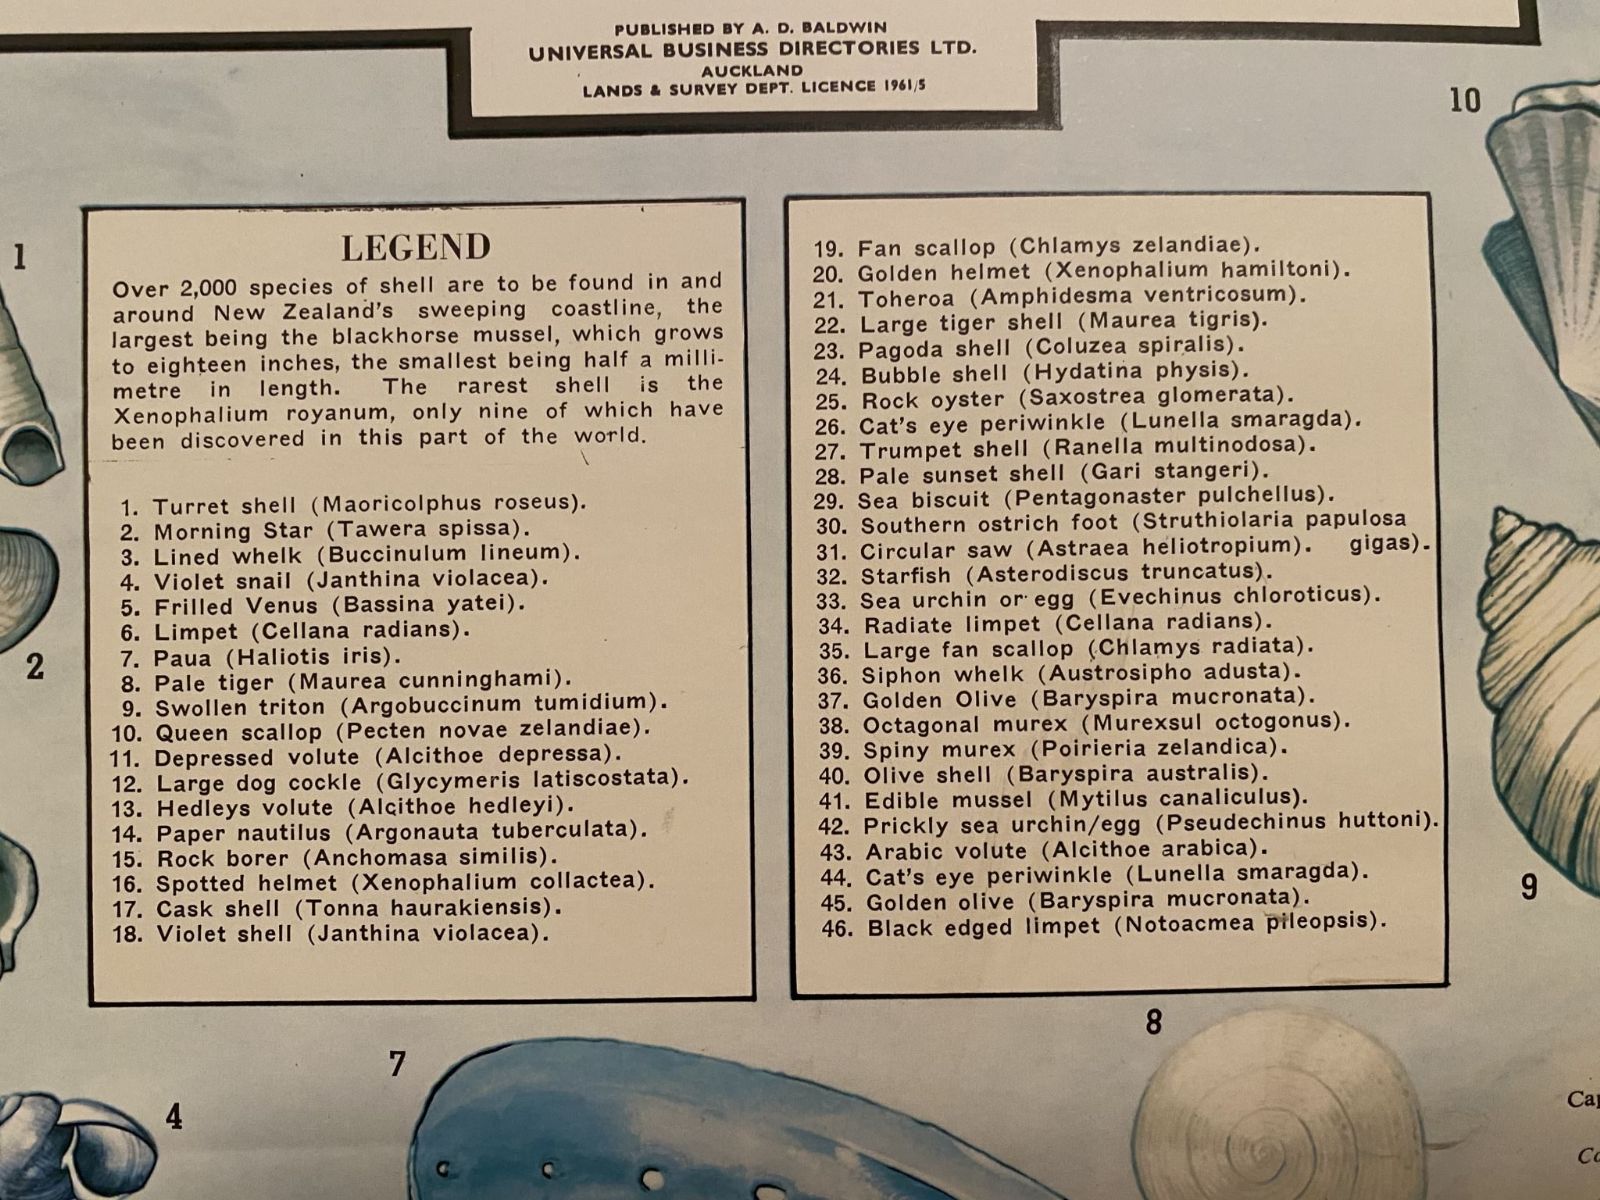 PUBLISHED BY A. D. BALDWIN
UNIVERSAL BUSINESS DIRECTORIES LTD.
AUCKLAND
LANDS & SURVEY DEPT. LICENCE 1961/5
10
1
LEGEND
Over 2,000 species of shell are to be found in and
around New Zealand's sweeping coastline, the
largest being the blackhorse mussel, which grows
to eighteen inches, the smallest being half a milli-
metre in length. The rarest shell is the
Xenophalium royanum, only nine of which have
been discovered in this part of the world.
1. Turret shell (Maoricolphus roseus).
2. Morning Star (Tawera spissa).
3. Lined whelk (Buccinulum lineum).
4. Violet snail (Janthina violacea).
5. Frilled Venus (Bassina yatei).
6. Limpet (Cellana radians).
7. Paua (Haliotis iris).
8. Pale tiger (Maurea cunninghami).
9. Swollen triton (Argobuccinum tumidium).
10. Queen scallop (Pecten novae zelandiae).
11. Depressed volute (Alcithoe depressa).
12. Large dog cockle (Glycymeris latiscostata).
13. Hedleys volute (Alcithoe hedleyi).
14. Paper nautilus (Argonauta tuberculata).
15. Rock borer (Anchomasa similis).
16. Spotted helmet (Xenophalium collactea).
17. Cask shell (Tonna haurakiensis).
18. Violet shell (Janthina violacea).
19. Fan scallop (Chlamys zelandiae).
20. Golden helmet (Xenophalium hamiltoni).
21. Toheroa (Amphidesma ventricosum).
22. Large tiger shell (Maurea tigris).
23. Pagoda shell (Coluzea spiralis).
24. Bubble shell (Hydatina physis).
25. Rock oyster (Saxostrea glomerata).
26. Cat's eye periwinkle (Lunella smaragda).
27. Trumpet shell (Ranella multinodosa).
28. Pale sunset shell (Gari stangeri).
29. Sea biscuit (Pentagonaster pulchellus).
30. Southern ostrich foot (Struthiolaria papulosa
31. Circular saw (Astraea heliotropium). gigas).
32. Starfish (Asterodiscus truncatus).
33. Sea urchin or egg (Evechinus chloroticus).
34. Radiate limpet (Cellana radians).
35. Large fan scallop (Chlamys radiata).
36. Siphon whelk (Austrosipho adusta).
37. Golden Olive (Baryspira mucronata).
38. Octagonal murex (Murexsul octogonus).
39. Spiny murex (Poirieria zelandica).
40. Olive shell (Baryspira australis).
41. Edible mussel (Mytilus canaliculus).
42. Prickly sea urchin/egg (Pseudechinus huttoni).
43. Arabic volute (Alcithoe arabica).
44. Cat's eye periwinkle (Lunella smaragda).
45. Golden olive (Baryspira mucronata).
46. Black edged limpet (Notoacmea pileopsis).
2
9
8
7
4